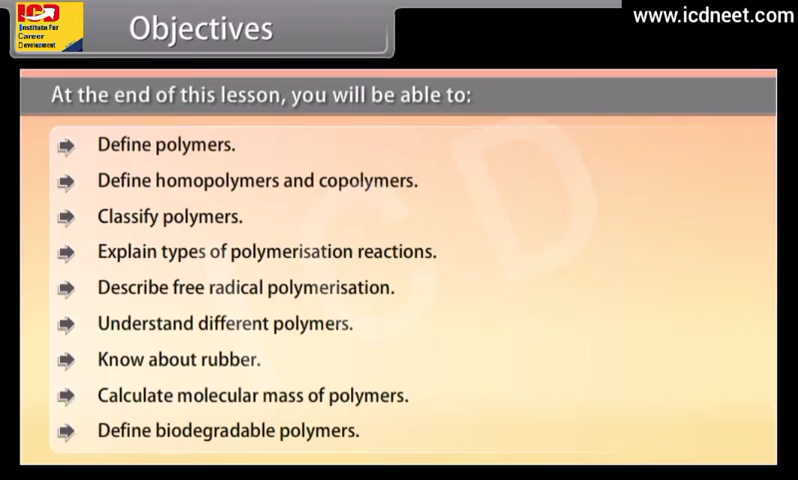 ICD
Institute For
Career
Development
Objectives
www.icdneet.com
At the end of this lesson, you will be able to:
Define polymers.
Define homopolymers and copolymers.
Classify polymers.
Explain types of polymerisation reactions.
Describe free radical polymerisation.
Understand different polymers.
Know about rubber.
Calculate molecular mass of polymers.
Define biodegradable polymers.
ICD